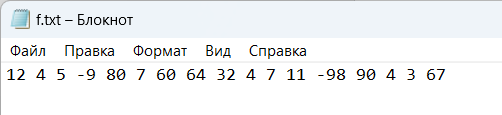 f.txt – Блокнот
Файл Правка Формат Вид Справка
12 4 5 -9 80 7 60 64 32 4 7 11 -98 90 4 3 67